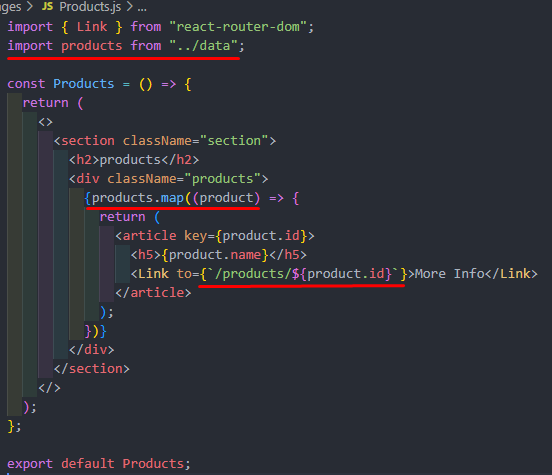 ages > Products.js > ...
import { Link } from "react-router-dom";
import products from "../data";
const Products = () => {
return (
<>
<section className="section">
<h2>products</h2>
<div className="products">
{products.map((product) => {
return (
<article key={product.id}>
<h5>{product.name}</h5>
<Link to={`/products/${product.id}`}>More Info</Link>
</article>
);
})}
</div>
</section>
</>
);
};
export default Products;